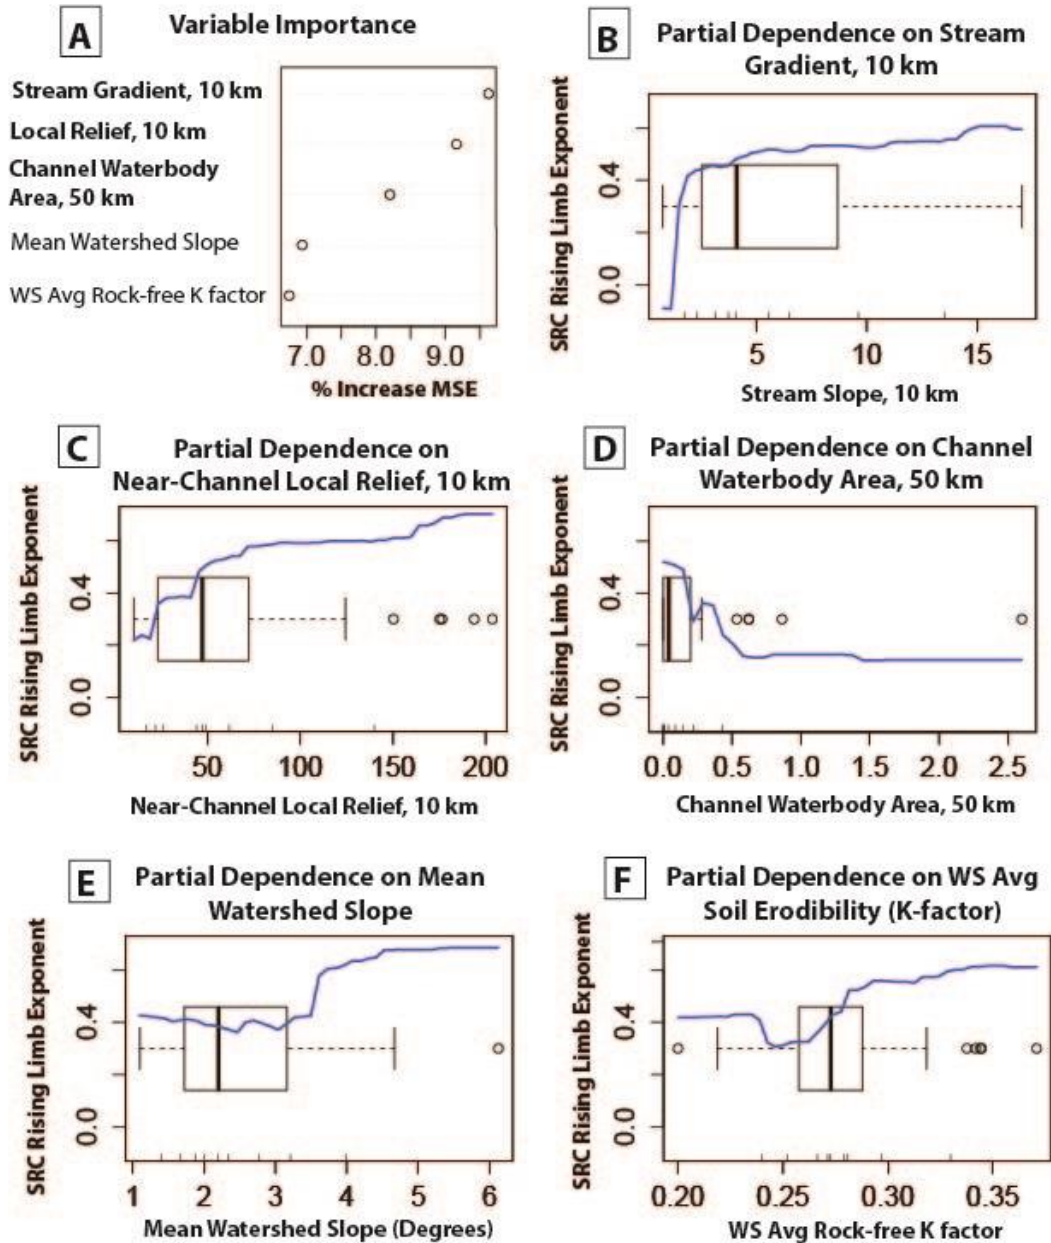 A
Variable Importance
Stream Gradient, 10 km
Local Relief, 10 km
Channel Waterbody
Area, 50 km
Mean Watershed Slope
WS Avg Rock-free K factor
7.0 8.0 9.0
% Increase MSE
B
Partial Dependence on Stream
Gradient, 10 km
SRC Rising Limb Exponent
0.4
0.0
5 10 15
Stream Slope, 10 km
C
Partial Dependence on
Near-Channel Local Relief, 10 km
SRC Rising Limb Exponent
0.4
0.0
50 100 150 200
Near-Channel Local Relief, 10 km
D
Partial Dependence on Channel
Waterbody Area, 50 km
SRC Rising Limb Exponent
0.4
0.0
0.0 0.5 1.0 1.5 2.0 2.5
Channel Waterbody Area, 50 km
E
Partial Dependence on Mean
Watershed Slope
SRC Rising Limb Exponent
0.4
0.0
1 2 3 4 5 6
Mean Watershed Slope (Degrees)
F
Partial Dependence on WS Avg
Soil Erodibility (K-factor)
SRC Rising Limb Exponent
0.4
0.0
0.20 0.25 0.30 0.35
WS Avg Rock-free K factor